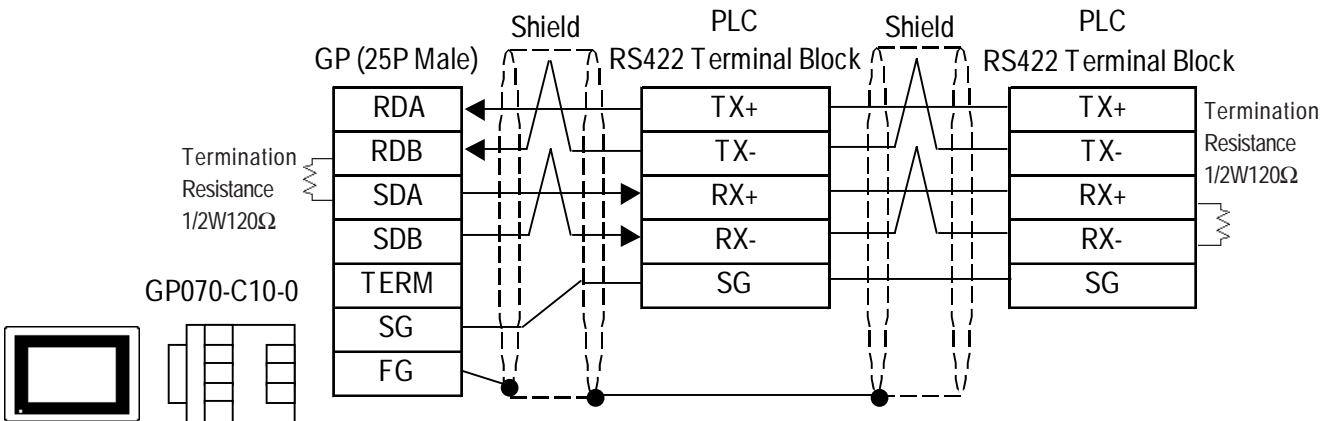 Shield
PLC
Shield
PLC
GP (25P Male)
RS422 Terminal Block
RS422 Terminal Block
RDA
TX+
TX+
Termination
Resistance
1/2W120Ω
RDB
TX-
TX-
Termination
Resistance
1/2W120Ω
SDA
RX+
RX+
SDB
RX-
RX-
TERM
SG
SG
GP070-C10-0
SG
FG